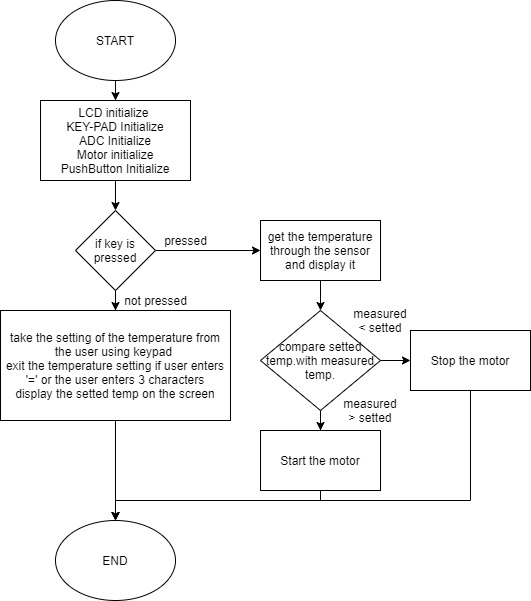 START
LCD initialize
KEY-PAD Initialize
ADC Initialize
Motor initialize
PushButton Initialize
if key is
pressed
pressed
get the temperature
through the sensor
and display it
not pressed
take the setting of the temperature from
the user using keypad
exit the temperature setting if user enters
'=' or the user enters 3 characters
display the setted temp on the screen
measured
< setted
compare setted
temp.with measured
temp.
Stop the motor
measured
> setted
Start the motor
END